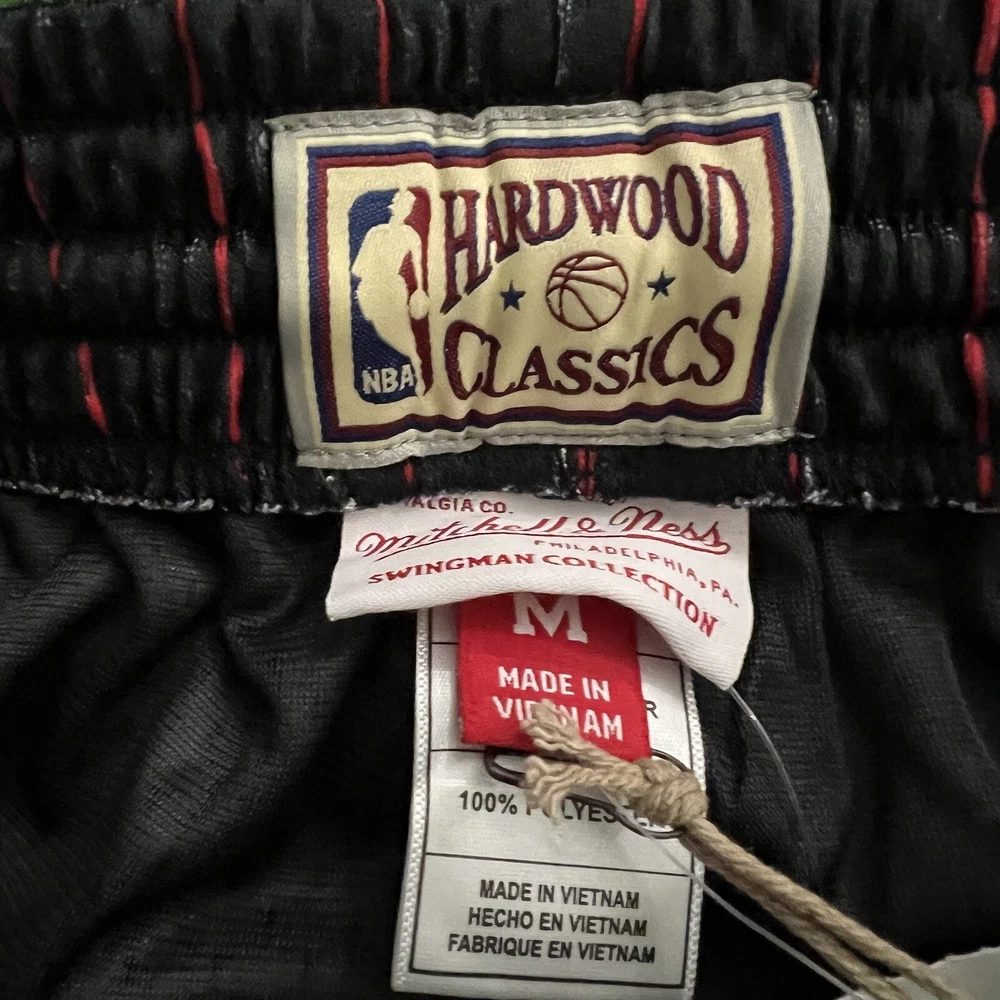 HARDWOOD
CLASSICS
NBA
ALGIA CO.
Mitchell & Ness
PHILADELPHIA, PA.
SWINGMAN COLLECTION
M
MADE IN
VIETNAM
R
100% POLYESTER
MADE IN VIETNAM
HECHO EN VIETNAM
FABRIQUE EN VIETNAM